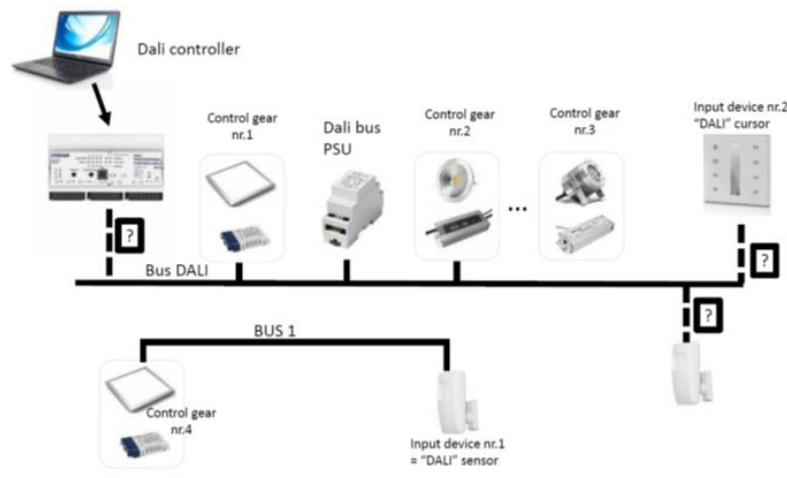 Dali controller
Control gear
nr.1
Dali bus
PSU
Control gear
nr.2
Control gear
nr.3
Input device nr.2
"DALI" cursor
...
?
Bus DALI
?
?
BUS 1
Control gear
nr.4
Input device nr.1
= "DALI" sensor